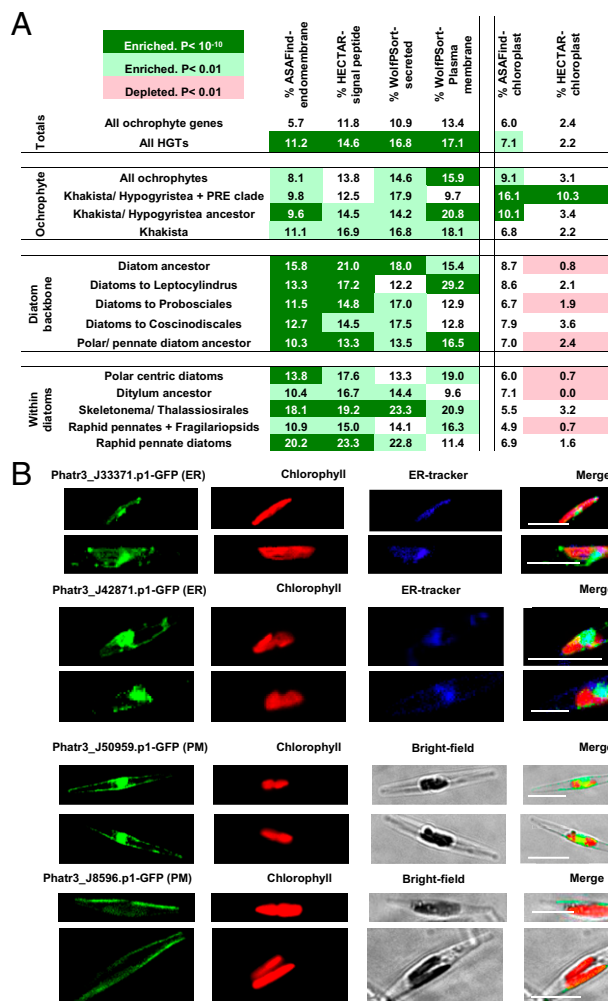 A
Enriched. P< 10⁻¹⁰
Enriched. P< 0.01
Depleted. P< 0.01
% ASAFind-
endomembrane
% HECTAR-
signal peptide
% WolfPSort-
secreted
% WolfPSort-
Plasma
membrane
% ASAFind-
chloroplast
% HECTAR-
chloroplast
Totals
All ochrophyte genes 5.7 11.8 10.9 13.4 6.0 2.4
All HGTs 11.2 14.6 16.8 17.1 7.1 2.2
Ochrophyte
All ochrophytes 8.1 13.8 14.6 15.9 9.1 3.1
Khakista/ Hypogyristea + PRE clade 9.8 12.5 17.9 9.7 16.1 10.3
Khakista/ Hypogyristea ancestor 9.6 14.5 14.2 20.8 10.1 3.4
Khakista 11.1 16.9 16.8 18.1 6.8 2.2
Diatom
backbone
Diatom ancestor 15.8 21.0 18.0 15.4 8.7 0.8
Diatoms to Leptocylindrus 13.3 17.2 12.2 29.2 8.6 2.1
Diatoms to Probosciales 11.5 14.8 17.0 12.9 6.7 1.9
Diatoms to Coscinodiscales 12.7 14.5 17.5 12.8 7.9 3.6
Polar/ pennate diatom ancestor 10.3 13.3 13.5 16.5 7.0 2.4
Within
diatoms
Polar centric diatoms 13.8 17.6 13.3 19.0 6.0 0.7
Ditylum ancestor 10.4 16.7 14.4 9.6 7.1 0.0
Skeletonema/ Thalassiosirales 18.1 19.2 23.3 20.9 5.5 3.2
Raphid pennates + Fragilariopsids 10.9 15.0 14.1 16.3 4.9 0.7
Raphid pennate diatoms 20.2 23.3 22.8 11.4 6.9 1.6
B
Phatr3_J33371.p1-GFP (ER) Chlorophyll ER-tracker Merge
Phatr3_J42871.p1-GFP (ER) Chlorophyll ER-tracker Merge
Phatr3_J50959.p1-GFP (PM) Chlorophyll Bright-field Merge
Phatr3_J8596.p1-GFP (PM) Chlorophyll Bright-field Merge